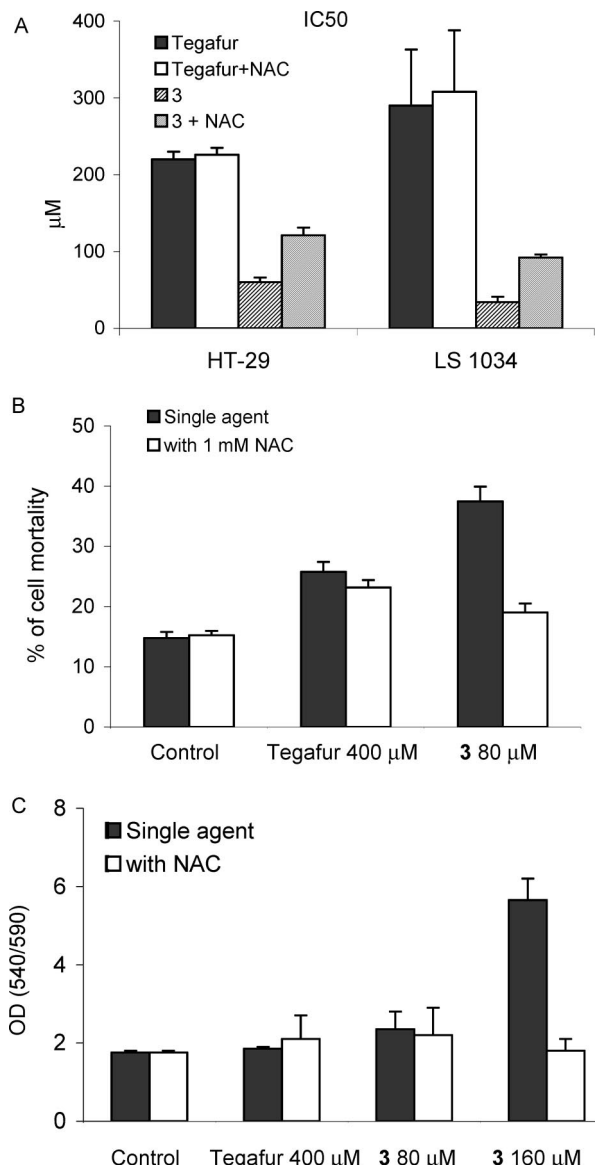 A
IC50
400
300
200
100
0
µM
Tegafur
Tegafur+NAC
3
3 + NAC
HT-29
LS 1034
B
50
40
30
20
10
0
% of cell mortality
Single agent
with 1 mM NAC
Control
Tegafur 400 µM
3 80 µM
C
8
6
4
2
0
OD (540/590)
Single agent
with NAC
Control
Tegafur 400 µM
3 80 µM
3 160 µM